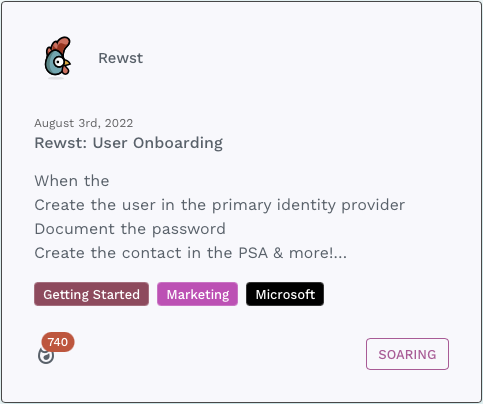 Rewst
August 3rd, 2022
Rewst: User Onboarding
When the
Create the user in the primary identity provider
Document the password
Create the contact in the PSA & more!...
Getting Started Marketing Microsoft
740
SOARING